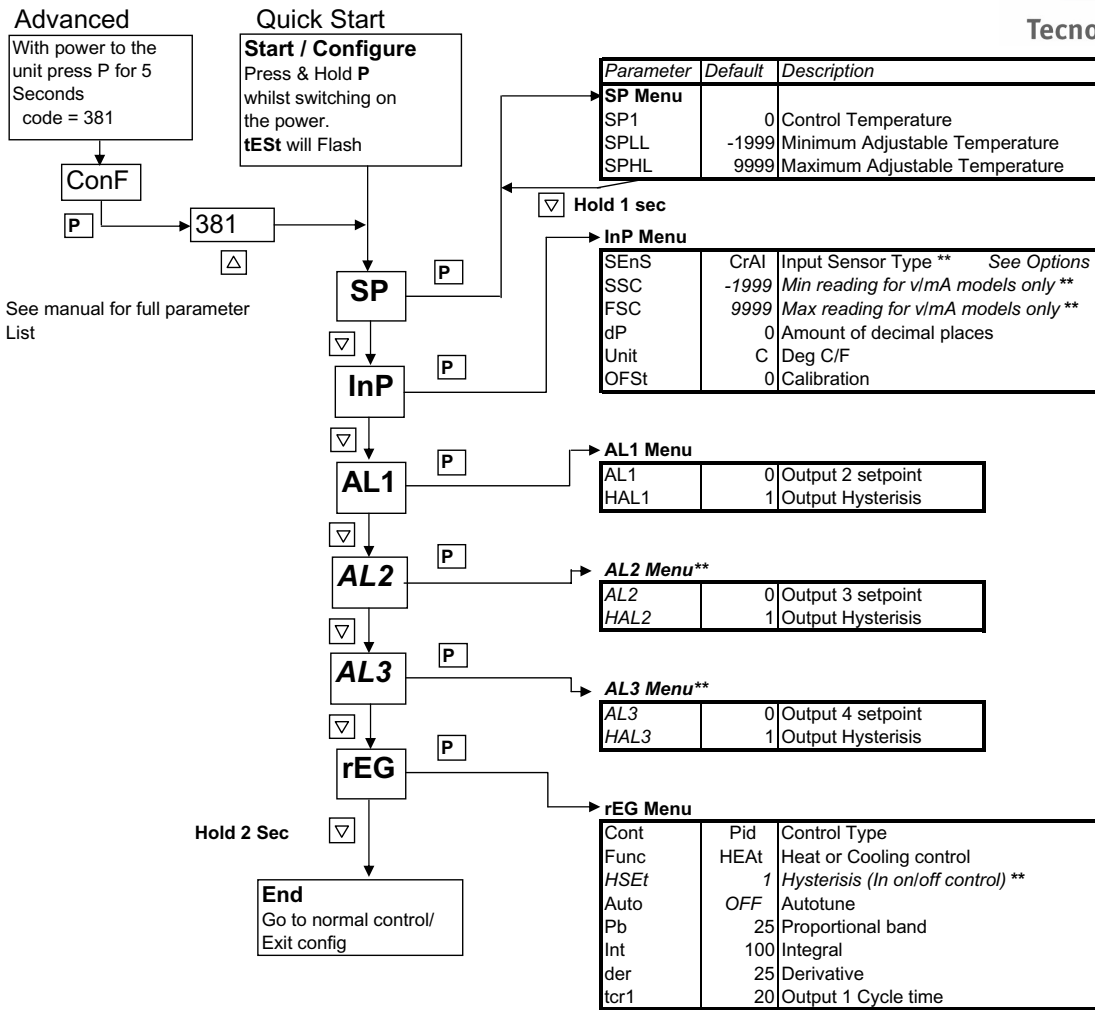 Advanced
With power to the
unit press P for 5
Seconds
code = 381
ConF
P
381
See manual for full parameter
List
Quick Start
Start / Configure
Press & Hold P
whilst switching on
the power.
tESt will Flash
SP
P
InP
P
AL1
P
AL2
P
AL3
P
rEG
P
Hold 2 Sec
End
Go to normal control/
Exit config
Tecno
Parameter Default Description
SP Menu
SP1 0 Control Temperature
SPLL -1999 Minimum Adjustable Temperature
SPHL 9999 Maximum Adjustable Temperature
Hold 1 sec
InP Menu
SEnS CrAl Input Sensor Type ** See Options
SSC -1999 Min reading for v/mA models only **
FSC 9999 Max reading for v/mA models only **
dP 0 Amount of decimal places
Unit C Deg C/F
OFSt 0 Calibration
AL1 Menu
AL1 0 Output 2 setpoint
HAL1 1 Output Hysterisis
AL2 Menu**
AL2 0 Output 3 setpoint
HAL2 1 Output Hysterisis
AL3 Menu**
AL3 0 Output 4 setpoint
HAL3 1 Output Hysterisis
rEG Menu
Cont Pid Control Type
Func HEAt Heat or Cooling control
HSEt 1 Hysterisis (In on/off control) **
Auto OFF Autotune
Pb 25 Proportional band
Int 100 Integral
der 25 Derivative
tcr1 20 Output 1 Cycle time